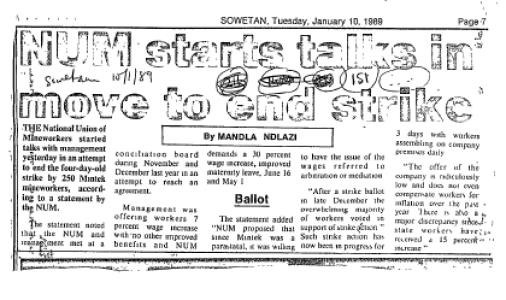 SOWETAN, Tuesday, January 10, 1989
Page 7
NUM starts talks in
move to end strike
Sowetan 10/1/89
1ST
By MANDLA NDLAZI
THE National Union of
Mineworkers started
talks with management
yesterday in an attempt
to end the four-day-old
strike by 250 Mintek
mineworkers, accord-
ing to a statement by
the NUM.
The statement noted
that the NUM and
management met at a
conciliation board
during November and
December last year in an
attempt to reach an
agreement.
Management was
offering workers 7
percent wage increase
with no other improved
benefits and NUM
demands a 30 percent
wage increase, improved
maternity leave, June 16
and May 1
Ballot
The statement added
"NUM proposed that
since Mintek was a
parastatal, it was willing
to have the issue of the
wages referred to
arbitration or mediation
"After a strike ballot
in late December the
overwhelming majority
of workers voted in
support of strike action "
Such strike action has
now been in progress for
3 days with workers
assembling on company
premises daily
"The offer of the
company is ridiculously
low and does not even
compensate workers for
inflation over the past
year There is also a
major discrepancy
state workers have
received a 15 percent
increase "